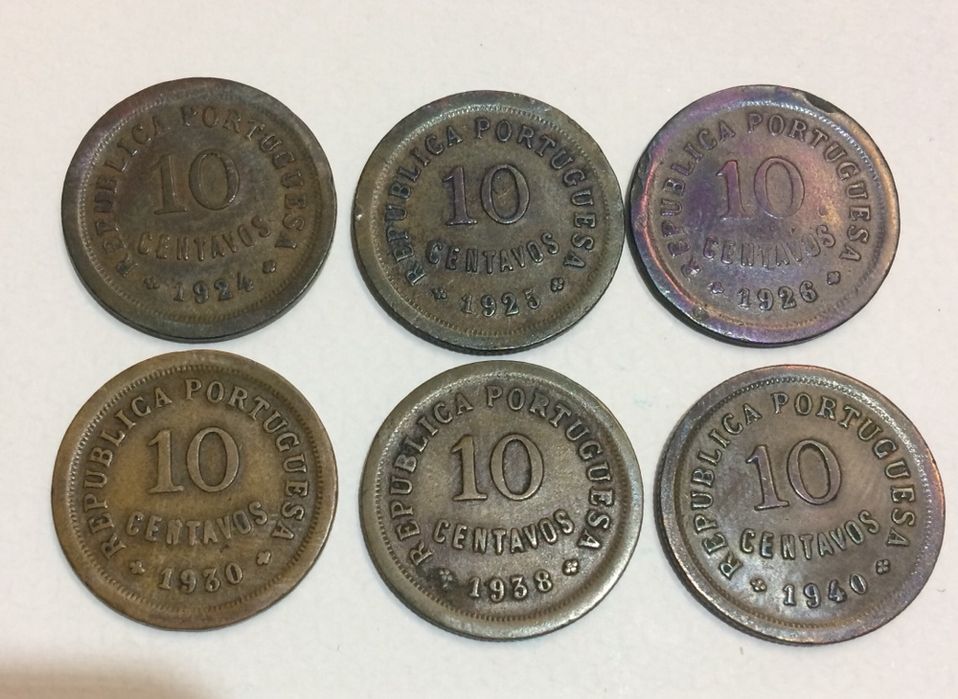 REPUBLICA PORTUGUESA
10
CENTAVOS
1924
REPUBLICA PORTUGUESA
10
CENTAVOS
1925
REPUBLICA PORTUGUESA
10
CENTAVOS
1926
REPUBLICA PORTUGUESA
10
CENTAVOS
1930
REPUBLICA PORTUGUESA
10
CENTAVOS
1938
REPUBLICA PORTUGUESA
10
CENTAVOS
1940